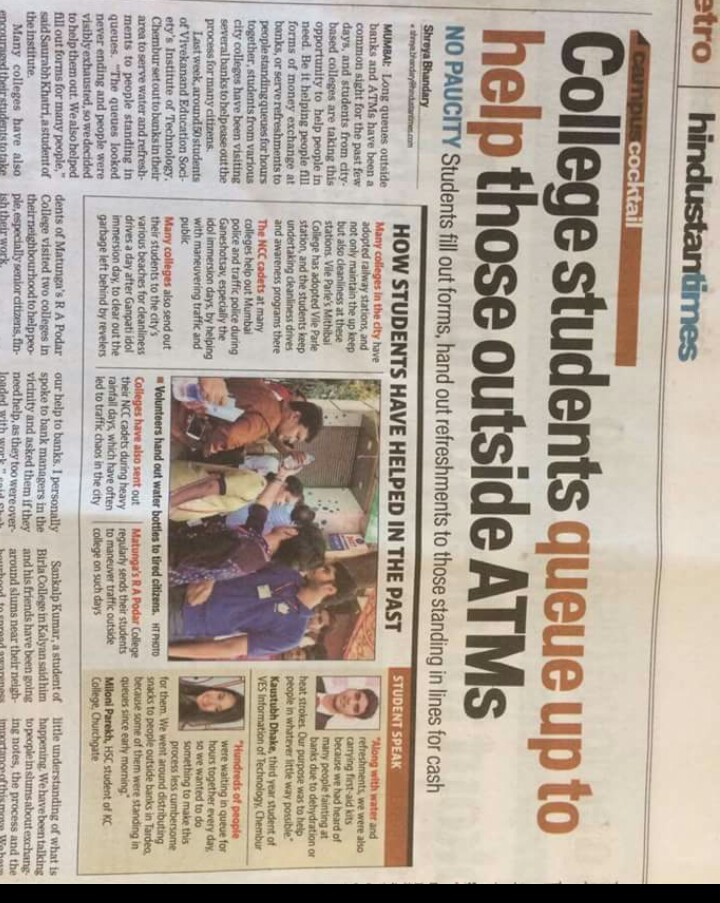 etro
hindustantimes
campus cocktail
College students queue up to
help those outside ATMs
NO PAUCITY Students fill out forms, hand out refreshments to those standing in lines for cash
Shreya Bhandary
shreya.bhandary@hindustantimes.com
MUMBAI: Long queues outside
banks and ATMs have been a
common sight for the past few
days, and students from city-
based colleges are taking this
opportunity to help people in
need. Be it helping people fill
forms of money exchange at
banks, or serve refreshments to
people standing queues for hours
together, students from various
city colleges have been visiting
several banks to help ease out the
process for many citizens.
Last week, around 50 students
of Vivekanand Education Soci-
ety's Institute of Technology,
Chembur set out to banks in their
area to serve water and refresh-
ments to people standing in
queues. "The queues looked
never ending and people were
visibly exhausted, so we decided
to help them out. We also helped
fill out forms for many people,"
said Saurabh Khatri, a student of
the institute.
Many colleges have also
encouraged their students to take
HOW STUDENTS HAVE HELPED IN THE PAST
Many colleges in the city have
adopted railway stations, and
not only maintain the up keep
but also cleanliness at these
stations. Vile Parle's Mithibai
College has adopted Vile Parle
station, and the students keep
undertaking cleanliness drives
and awareness programs there
The NCC cadets at many
colleges help out Mumbai
police and traffic police during
Ganeshotsav, especially the
idol immersion days, by helping
with maneuvering traffic and
public
Many colleges also send out
their students to the city's
various beaches for cleanliness
drives a day after Ganpati idol
immersion day, to clear out the
garbage left behind by revelers
Volunteers hand out water bottles to tired citizens. HT PHOTO
Colleges have also sent out
their NCC cadets during heavy
rainfall days, which have often
led to traffic chaos in the city
Matunga's R A Podar College
regularly sends their students
to maneuver traffic outside
college on such days
STUDENT SPEAK
"Along with water and
refreshments, we were also
carrying first-aid kits
because we had heard of
many people fainting at
banks due to dehydration or
heat strokes. Our purpose was to help
people in whatever little way possible."
Kaustubh Dhake, third year student of
VES Information of Technology, Chembur
"Hundreds of people
were waiting in queue for
hours together every day,
so we wanted to do
something to make this
process less cumbersome
for them. We went around distributing
snacks to people outside banks in Tardeo,
because some of them were standing in
queues since early morning."
Miloni Parekh, HSC student of KC
College, Churchgate
dents of Matunga's R A Podar
College visited two colleges in
their neighbourhood to help peo-
ple, especially senior citizens, fin-
ish their work.
our help to banks. I personally
spoke to bank managers in the
vicinity and asked them if they
need help, as they too were over-
loaded with work," said
Sankalp Kumar, a student of
Birla College in Kalyan said him
and his friends have been going
around slums near their neigh-
bourhood, to spread awareness
little understanding of what is
happening. We have been talking
to people in slums about exchang-
ing notes, the process and the
importance of this move. We have